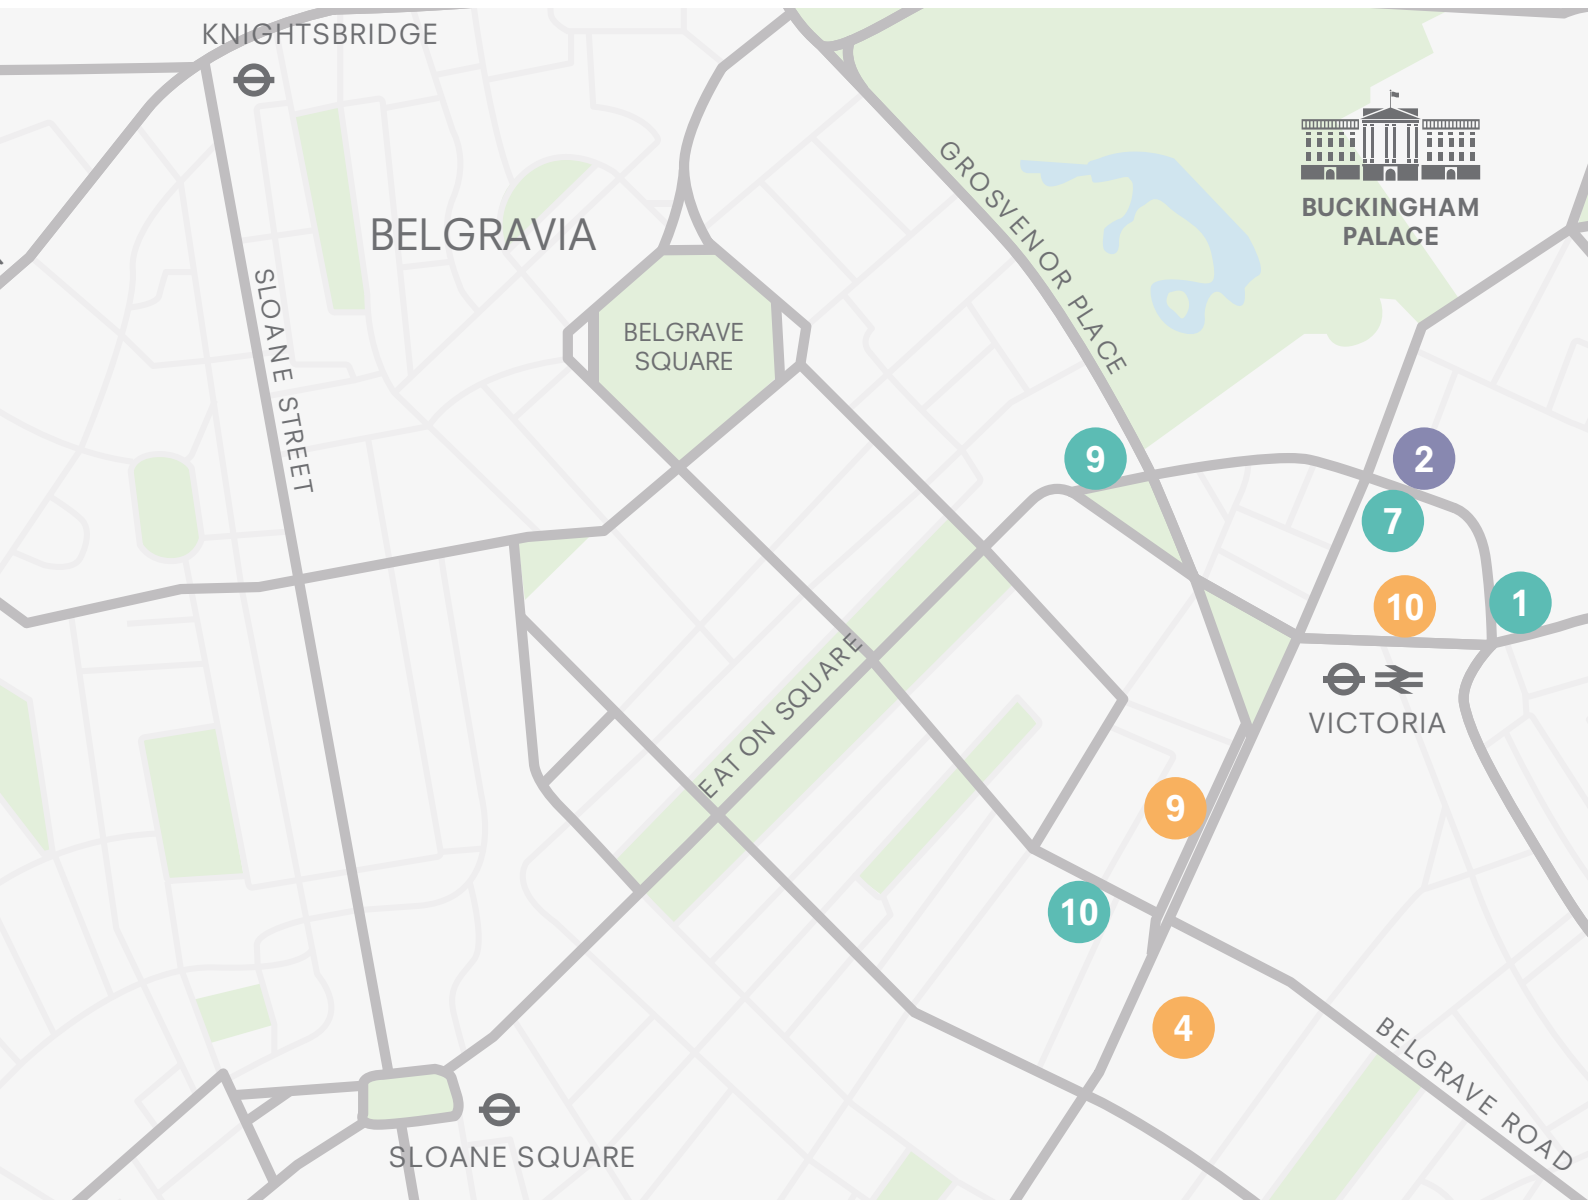 KNIGHTSBRIDGE
BELGRAVIA
GROSVENOR PLACE
BUCKINGHAM
PALACE
SLOANE STREET
BELGRAVE
SQUARE
9
2
7
10
1
EATON SQUARE
VICTORIA
9
10
4
BELGRAVE ROAD
SLOANE SQUARE